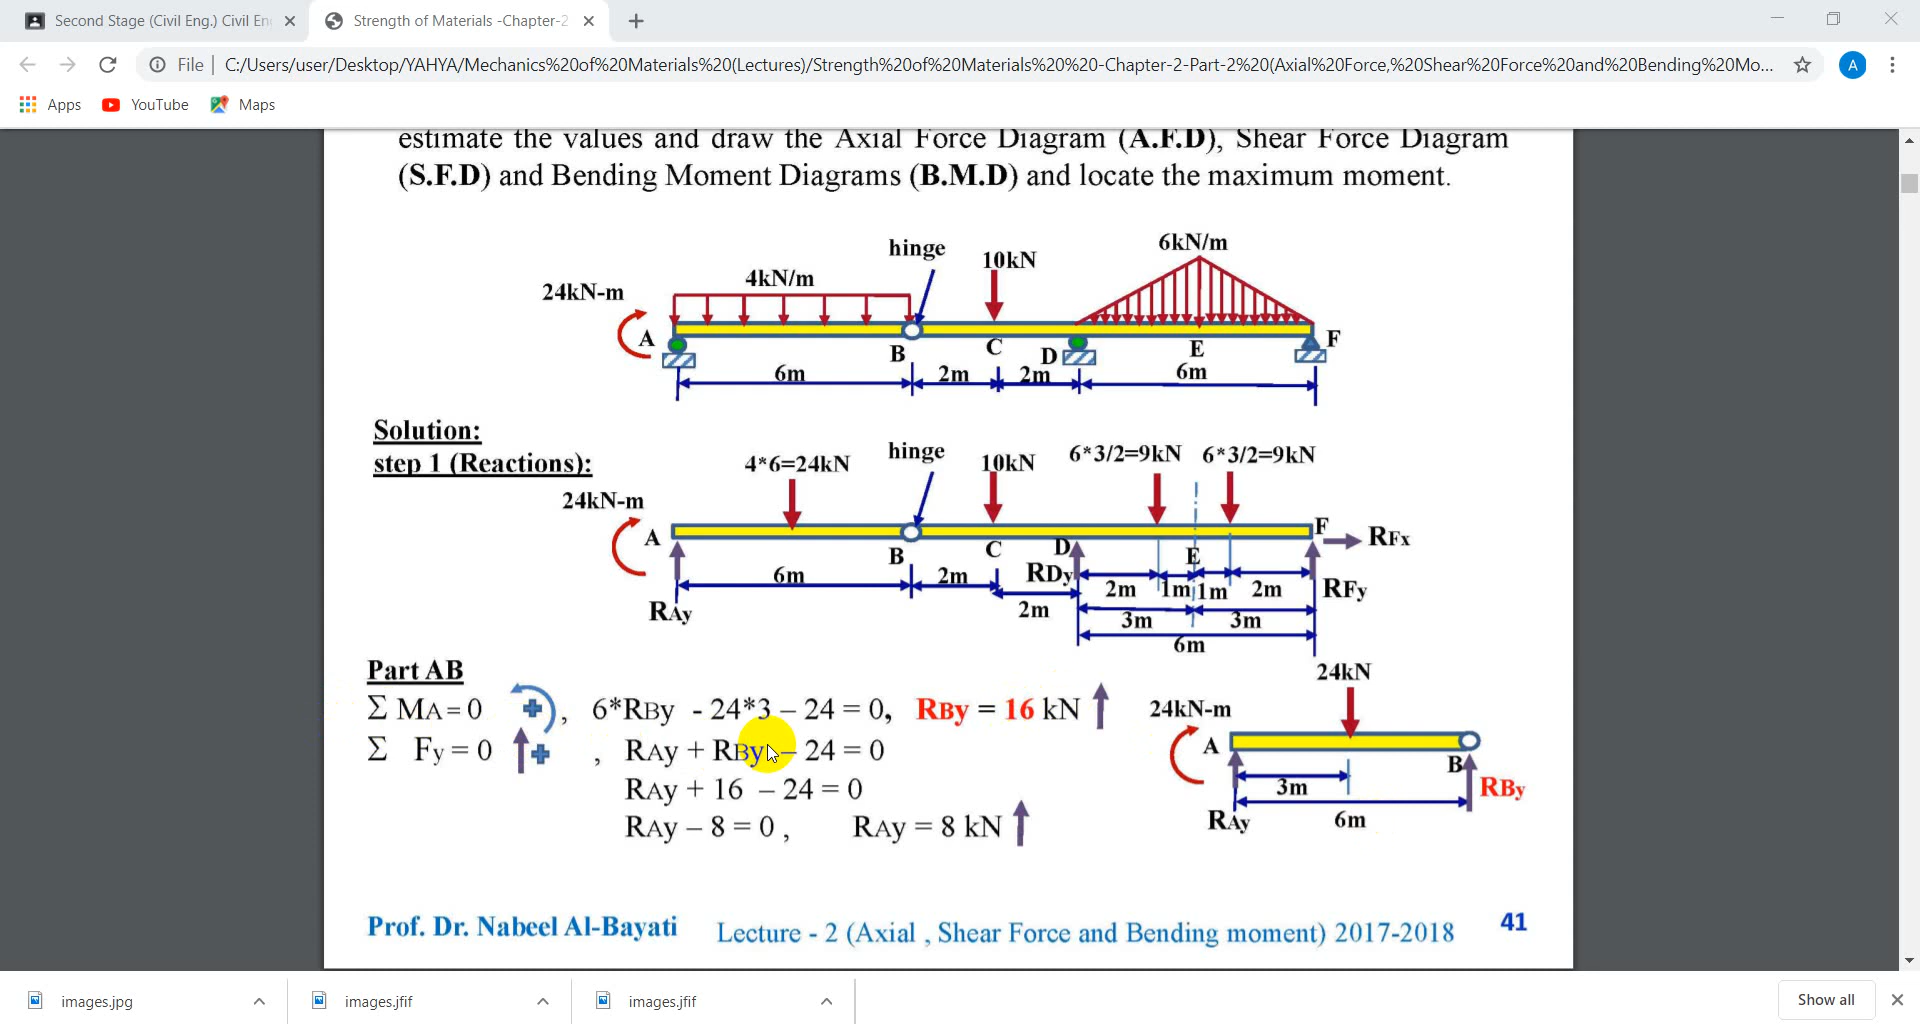 Second Stage (Civil Eng.) Civil En
Strength of Materials -Chapter-2
File
C:/Users/user/Desktop/YAHYA/Mechanics%20of%20Materials%20(Lectures)/Strength%20of%20Materials%20%20-Chapter-2-Part-2%20(Axial%20Force,%20Shear%20Force%20and%20Bending%20Mo...
A
Apps YouTube Maps
estimate the values and draw the Axial Force Diagram (A.F.D), Shear Force Diagram
(S.F.D) and Bending Moment Diagrams (B.M.D) and locate the maximum moment.
hinge 10kN 6kN/m
24kN-m 4kN/m
A B C D E F
6m 2m 2m 6m
Solution:
step 1 (Reactions):
4*6=24kN hinge 10kN 6*3/2=9kN 6*3/2=9kN
24kN-m
A B C D E F RFx
6m 2m RDy 2m 1m 1m 2m RFy
RAy 2m 3m 3m
6m
Part AB
Σ MA=0 , 6*RBy - 24*3 – 24 = 0, RBy = 16 kN
Σ Fy = 0 , RAy + RBy – 24 = 0
RAy + 16 – 24 = 0
RAy – 8 = 0 , RAy = 8 kN
24kN
24kN-m
A B
3m RBy
RAy 6m
Prof. Dr. Nabeel Al-Bayati Lecture - 2 (Axial , Shear Force and Bending moment) 2017-2018 41
images.jpg images.jfif images.jfif Show all